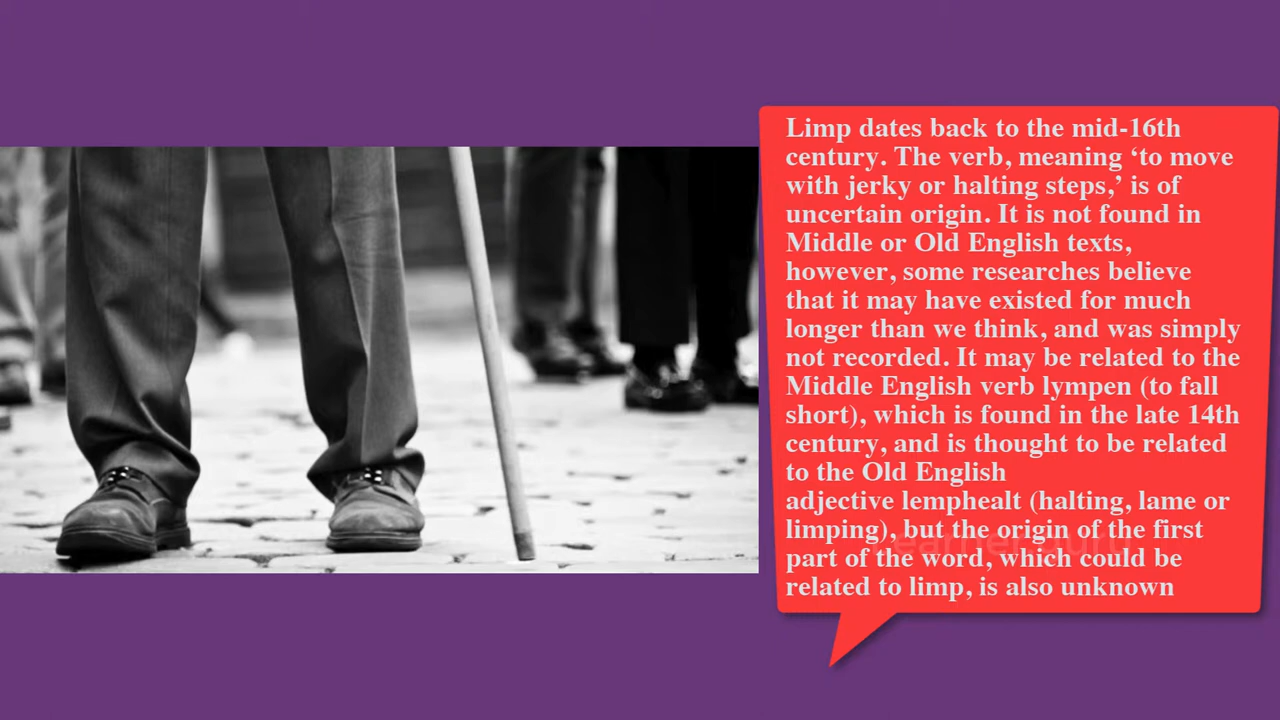 Limp dates back to the mid-16th
century. The verb, meaning ‘to move
with jerky or halting steps,’ is of
uncertain origin. It is not found in
Middle or Old English texts,
however, some researches believe
that it may have existed for much
longer than we think, and was simply
not recorded. It may be related to the
Middle English verb lympen (to fall
short), which is found in the late 14th
century, and is thought to be related
to the Old English
adjective lemphealt (halting, lame or
limping), but the origin of the first
part of the word, which could be
related to limp, is also unknown